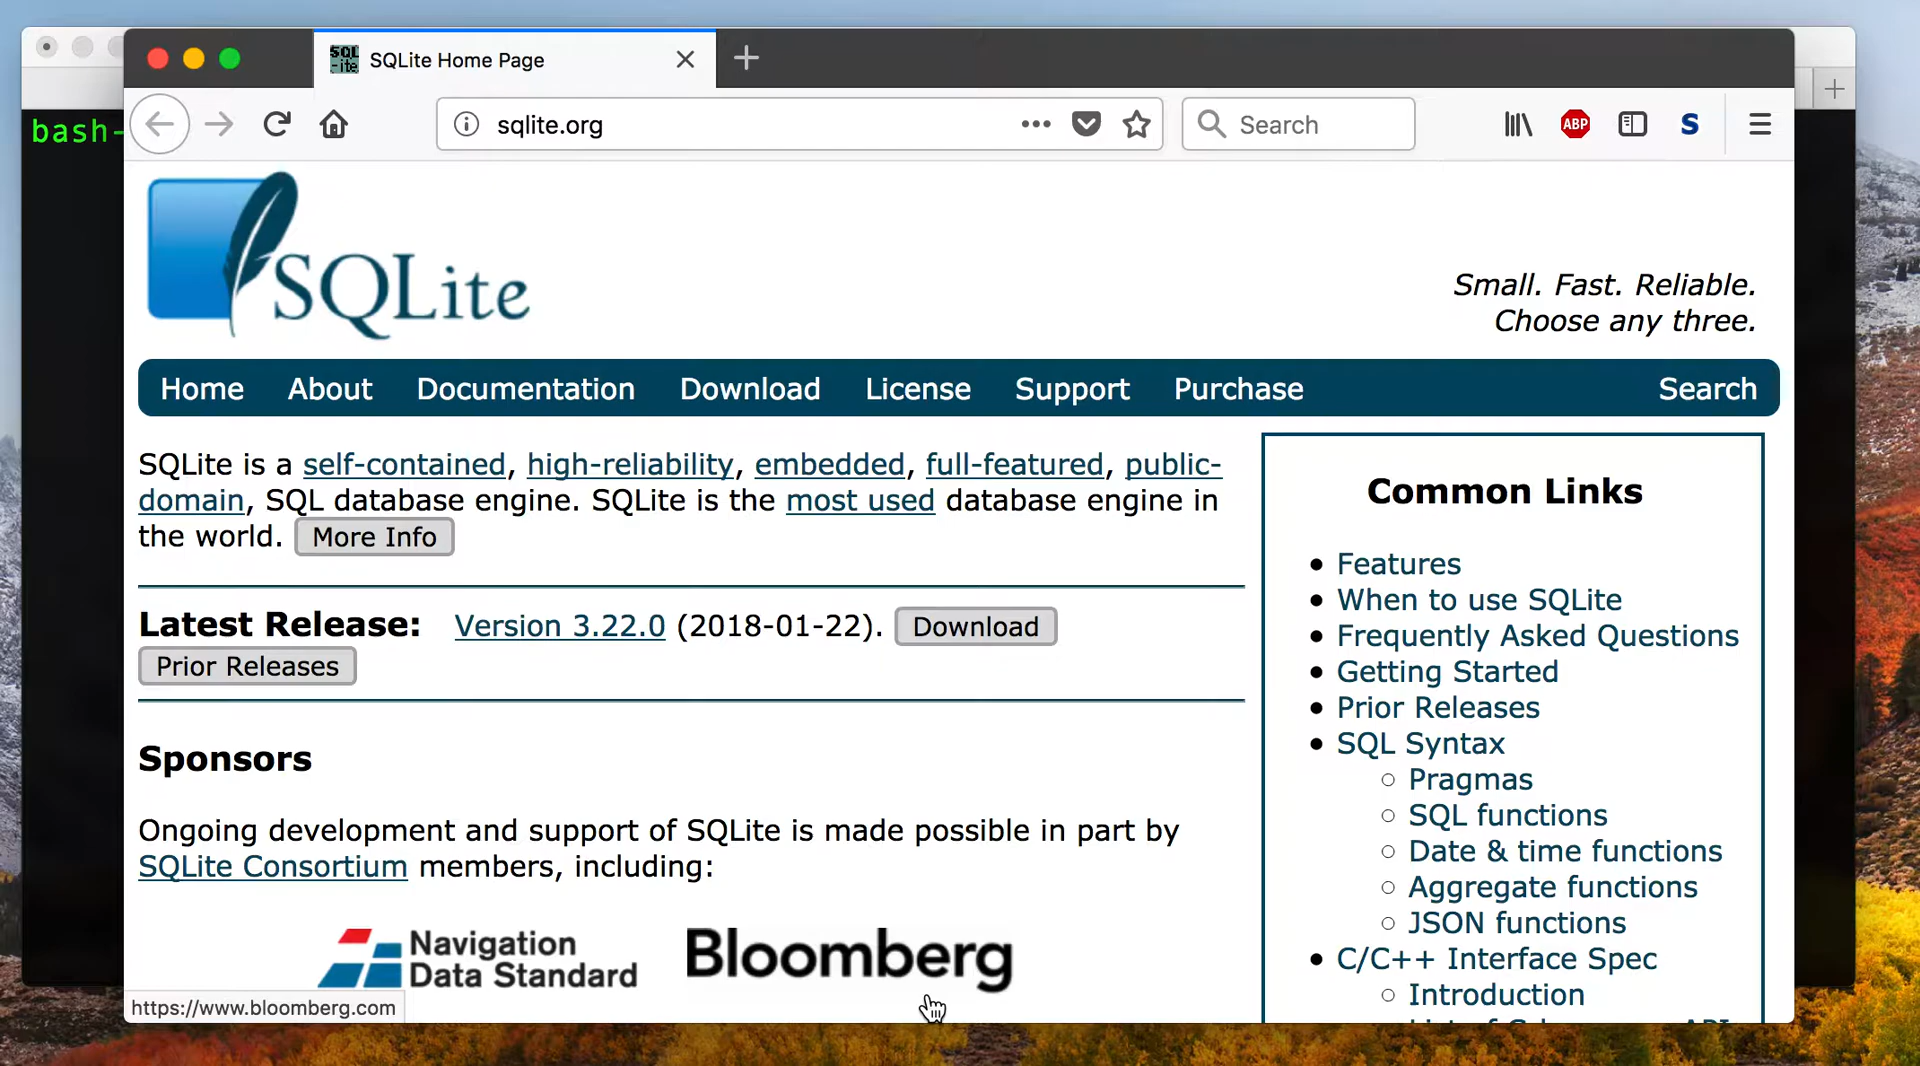 SQLite Home Page
bash-
sqlite.org
Search
ABP
S
SQLite
Small. Fast. Reliable.
Choose any three.
Home About Documentation Download License Support Purchase Search
SQLite is a self-contained, high-reliability, embedded, full-featured, public-
domain, SQL database engine. SQLite is the most used database engine in
the world. More Info
Latest Release: Version 3.22.0 (2018-01-22). Download
Prior Releases
Sponsors
Ongoing development and support of SQLite is made possible in part by
SQLite Consortium members, including:
Navigation
Data Standard
Bloomberg
https://www.bloomberg.com
Common Links
Features
When to use SQLite
Frequently Asked Questions
Getting Started
Prior Releases
SQL Syntax
Pragmas
SQL functions
Date & time functions
Aggregate functions
JSON functions
C/C++ Interface Spec
Introduction